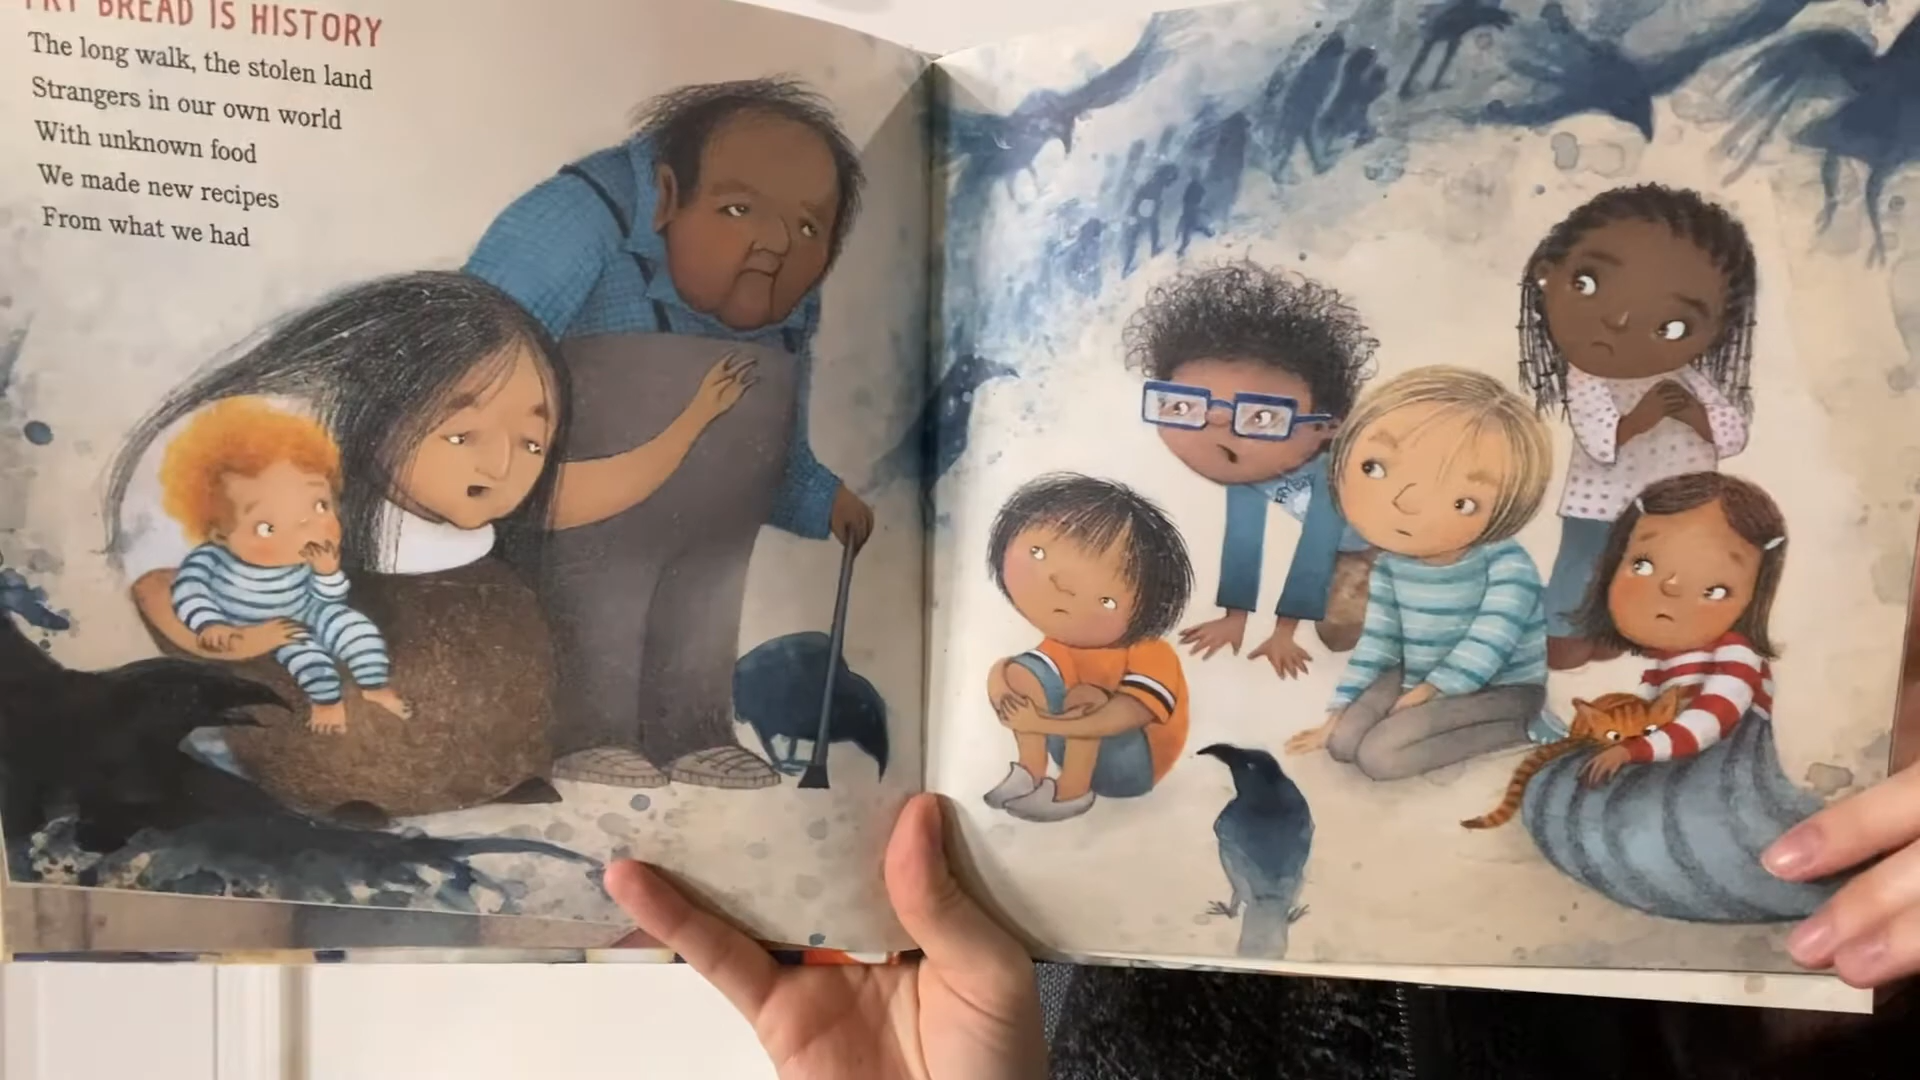 FRY BREAD IS HISTORY
The long walk, the stolen land
Strangers in our own world
With unknown food
We made new recipes
From what we had